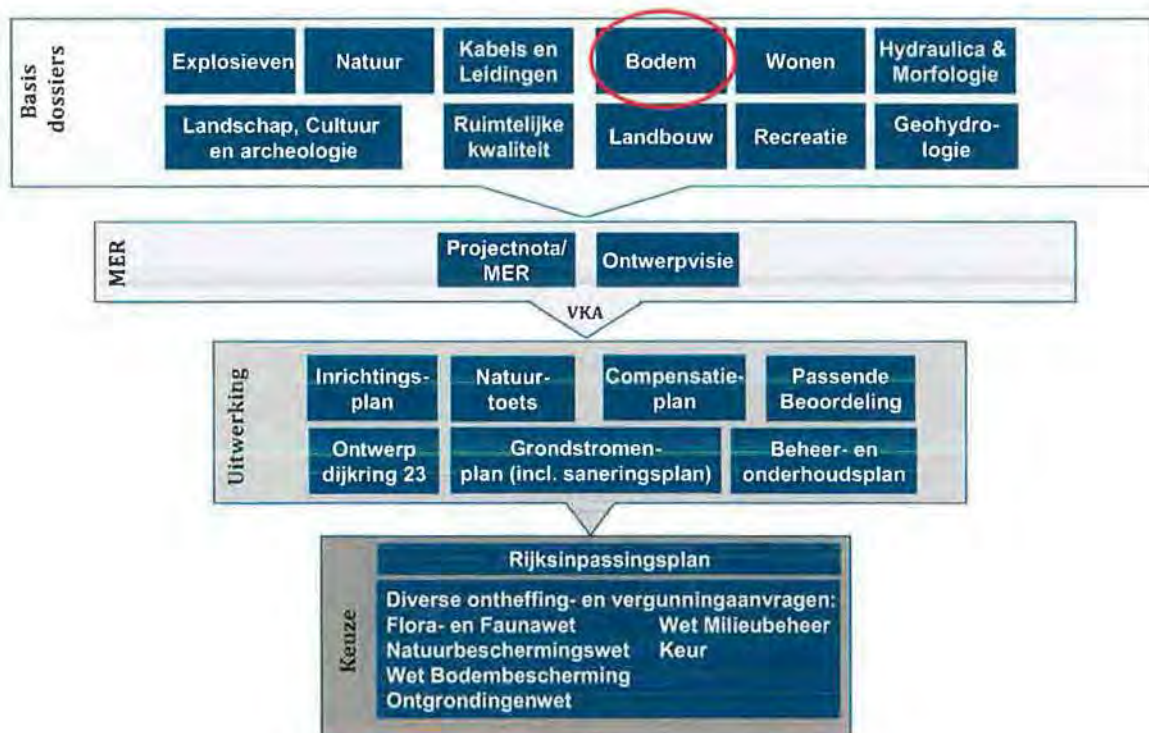 Basis
dossiers
Explosieven
Natuur
Kabels en
Leidingen
Bodem
Wonen
Hydraulica &
Morfologie
Landschap, Cultuur
en archeologie
Ruimtelijke
kwaliteit
Landbouw
Recreatie
Geohydro-
logie
MER
Projectnota/
MER
Ontwerpvisie
VKA
Uitwerking
Inrichtings-
plan
Natuur-
toets
Compensatie-
plan
Passende
Beoordeling
Ontwerp
dijkring 23
Grondstromen-
plan (incl. saneringsplan)
Beheer- en
onderhoudsplan
Keuze
Rijksinpassingsplan
Diverse ontheffing- en vergunningaanvragen:
Flora- en Faunawet Wet Milieubeheer
Natuurbeschermingswet Keur
Wet Bodembescherming
Ontgrondingenwet